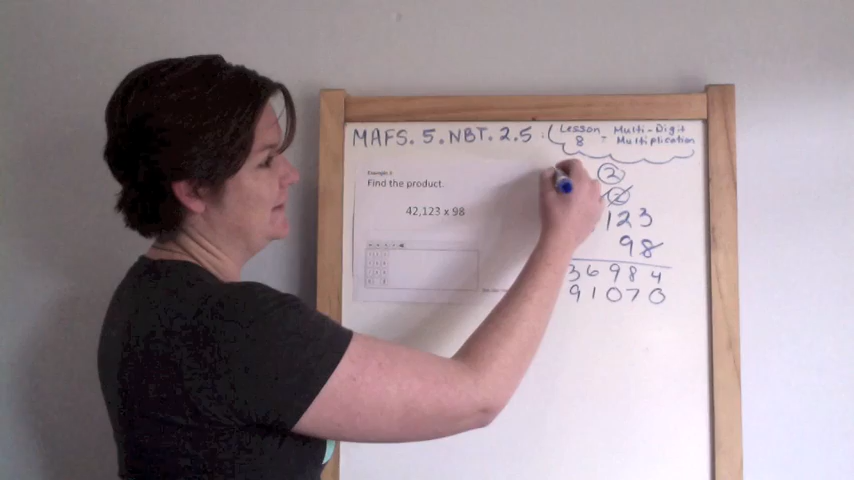 MAFS. 5. NBT. 2.5 : Lesson 8 = Multi-Digit Multiplication
Find the product.
42,123 x 98
2
2
123
98
36984
91070